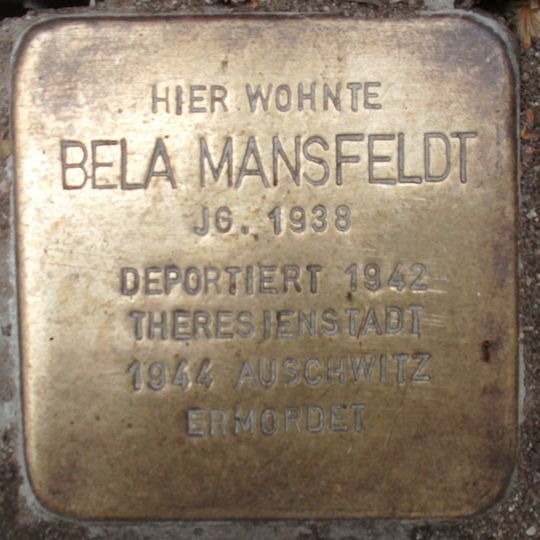 HIER WOHNTE
BELA MANSFELDT
JG. 1938
DEPORTIERT 1942
THERESIENSTADT
1944 AUSCHWITZ
ERMORDET